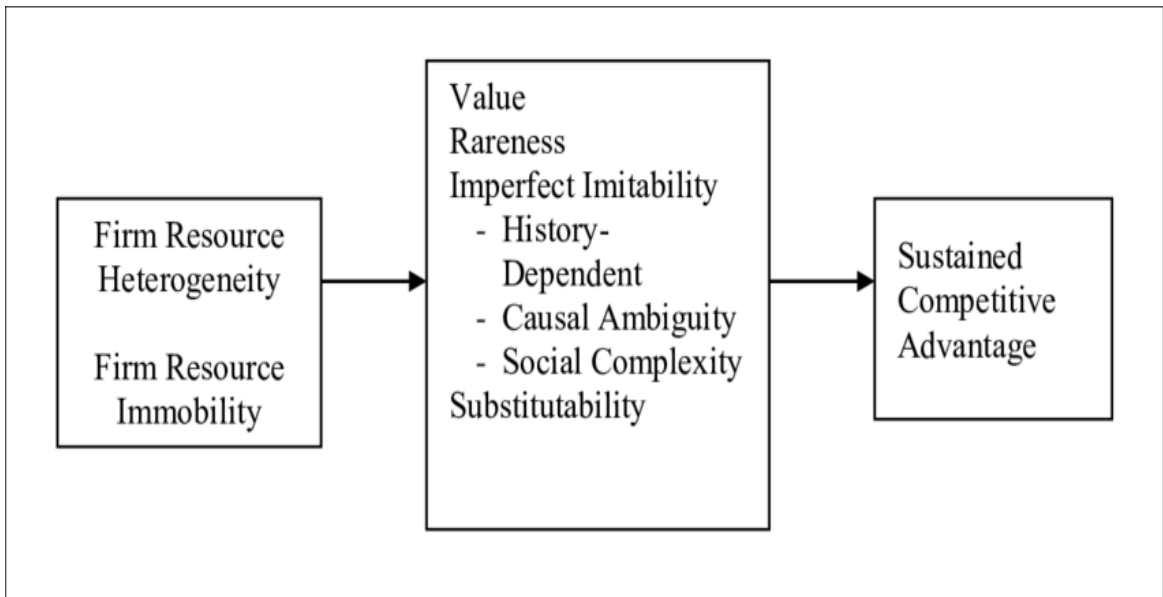 Firm Resource
Heterogeneity
Firm Resource
Immobility
Value
Rareness
Imperfect Imitability
- History-
Dependent
- Causal Ambiguity
- Social Complexity
Substitutability
Sustained
Competitive
Advantage